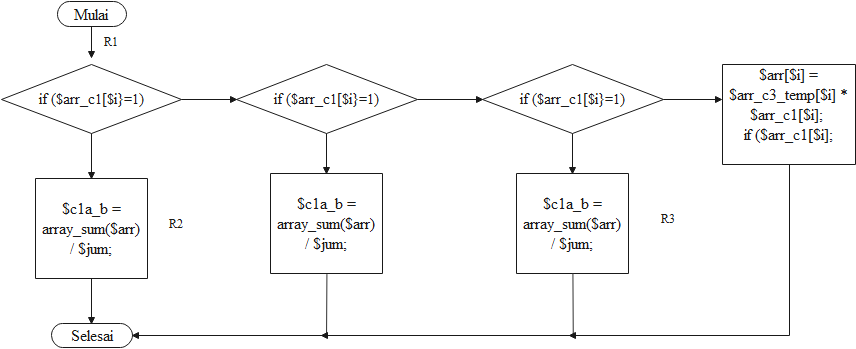 Mulai
R1
if ($arr_c1[$i}=1)
if ($arr_c1[$i}=1)
if ($arr_c1[$i}=1)
$arr[$i] =
$arr_c3_temp[$i] *
$arr_c1[$i];
if ($arr_c1[$i];
$c1a_b =
array_sum($arr)
/ $jum;
R2
$c1a_b =
array_sum($arr)
/ $jum;
$c1a_b =
array_sum($arr)
/ $jum;
R3
Selesai